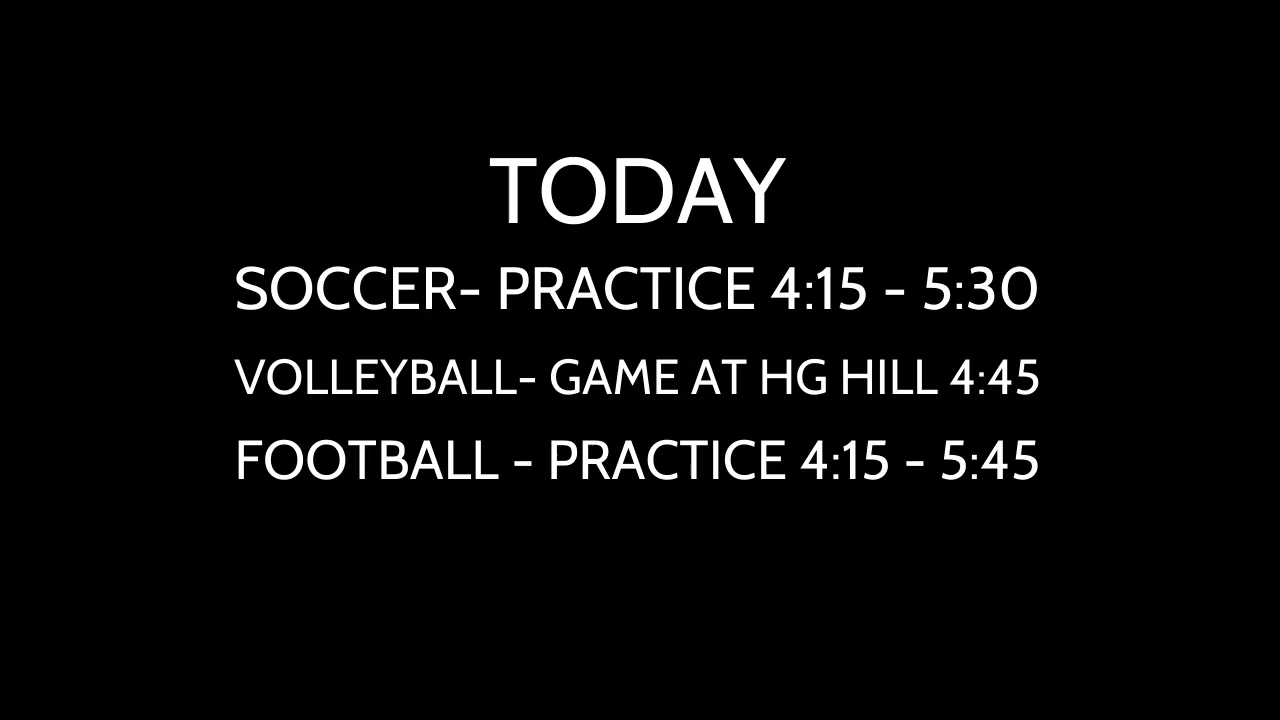 TODAY
SOCCER- PRACTICE 4:15 - 5:30
VOLLEYBALL- GAME AT HG HILL 4:45
FOOTBALL - PRACTICE 4:15 - 5:45